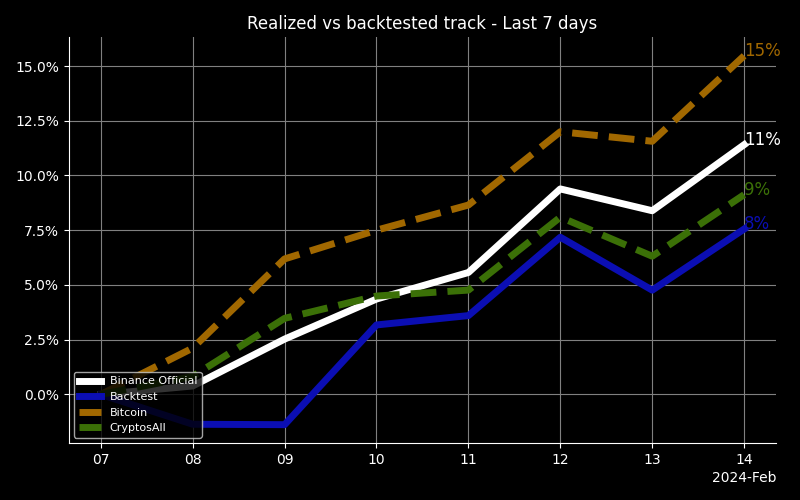 Realized vs backtested track - Last 7 days
15.0%
12.5%
10.0%
7.5%
5.0%
2.5%
0.0%
15%
11%
9%
8%
Binance Official
Backtest
Bitcoin
CryptosAll
07 08 09 10 11 12 13 14
2024-Feb